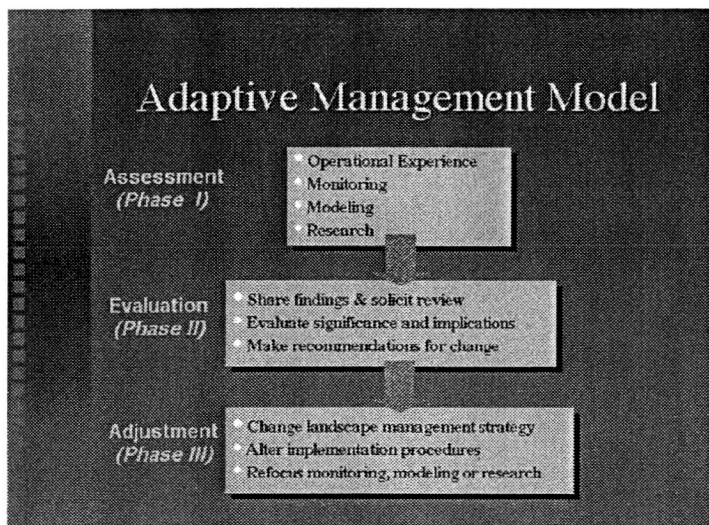 Adaptive Management Model
Assessment
(Phase I)
Operational Experience
Monitoring
Modeling
Research
Evaluation
(Phase II)
Share findings & solicit review
Evaluate significance and implications
Make recommendations for change
Adjustment
(Phase III)
Change landscape management strategy
Alter implementation procedures
Refocus monitoring, modeling or research